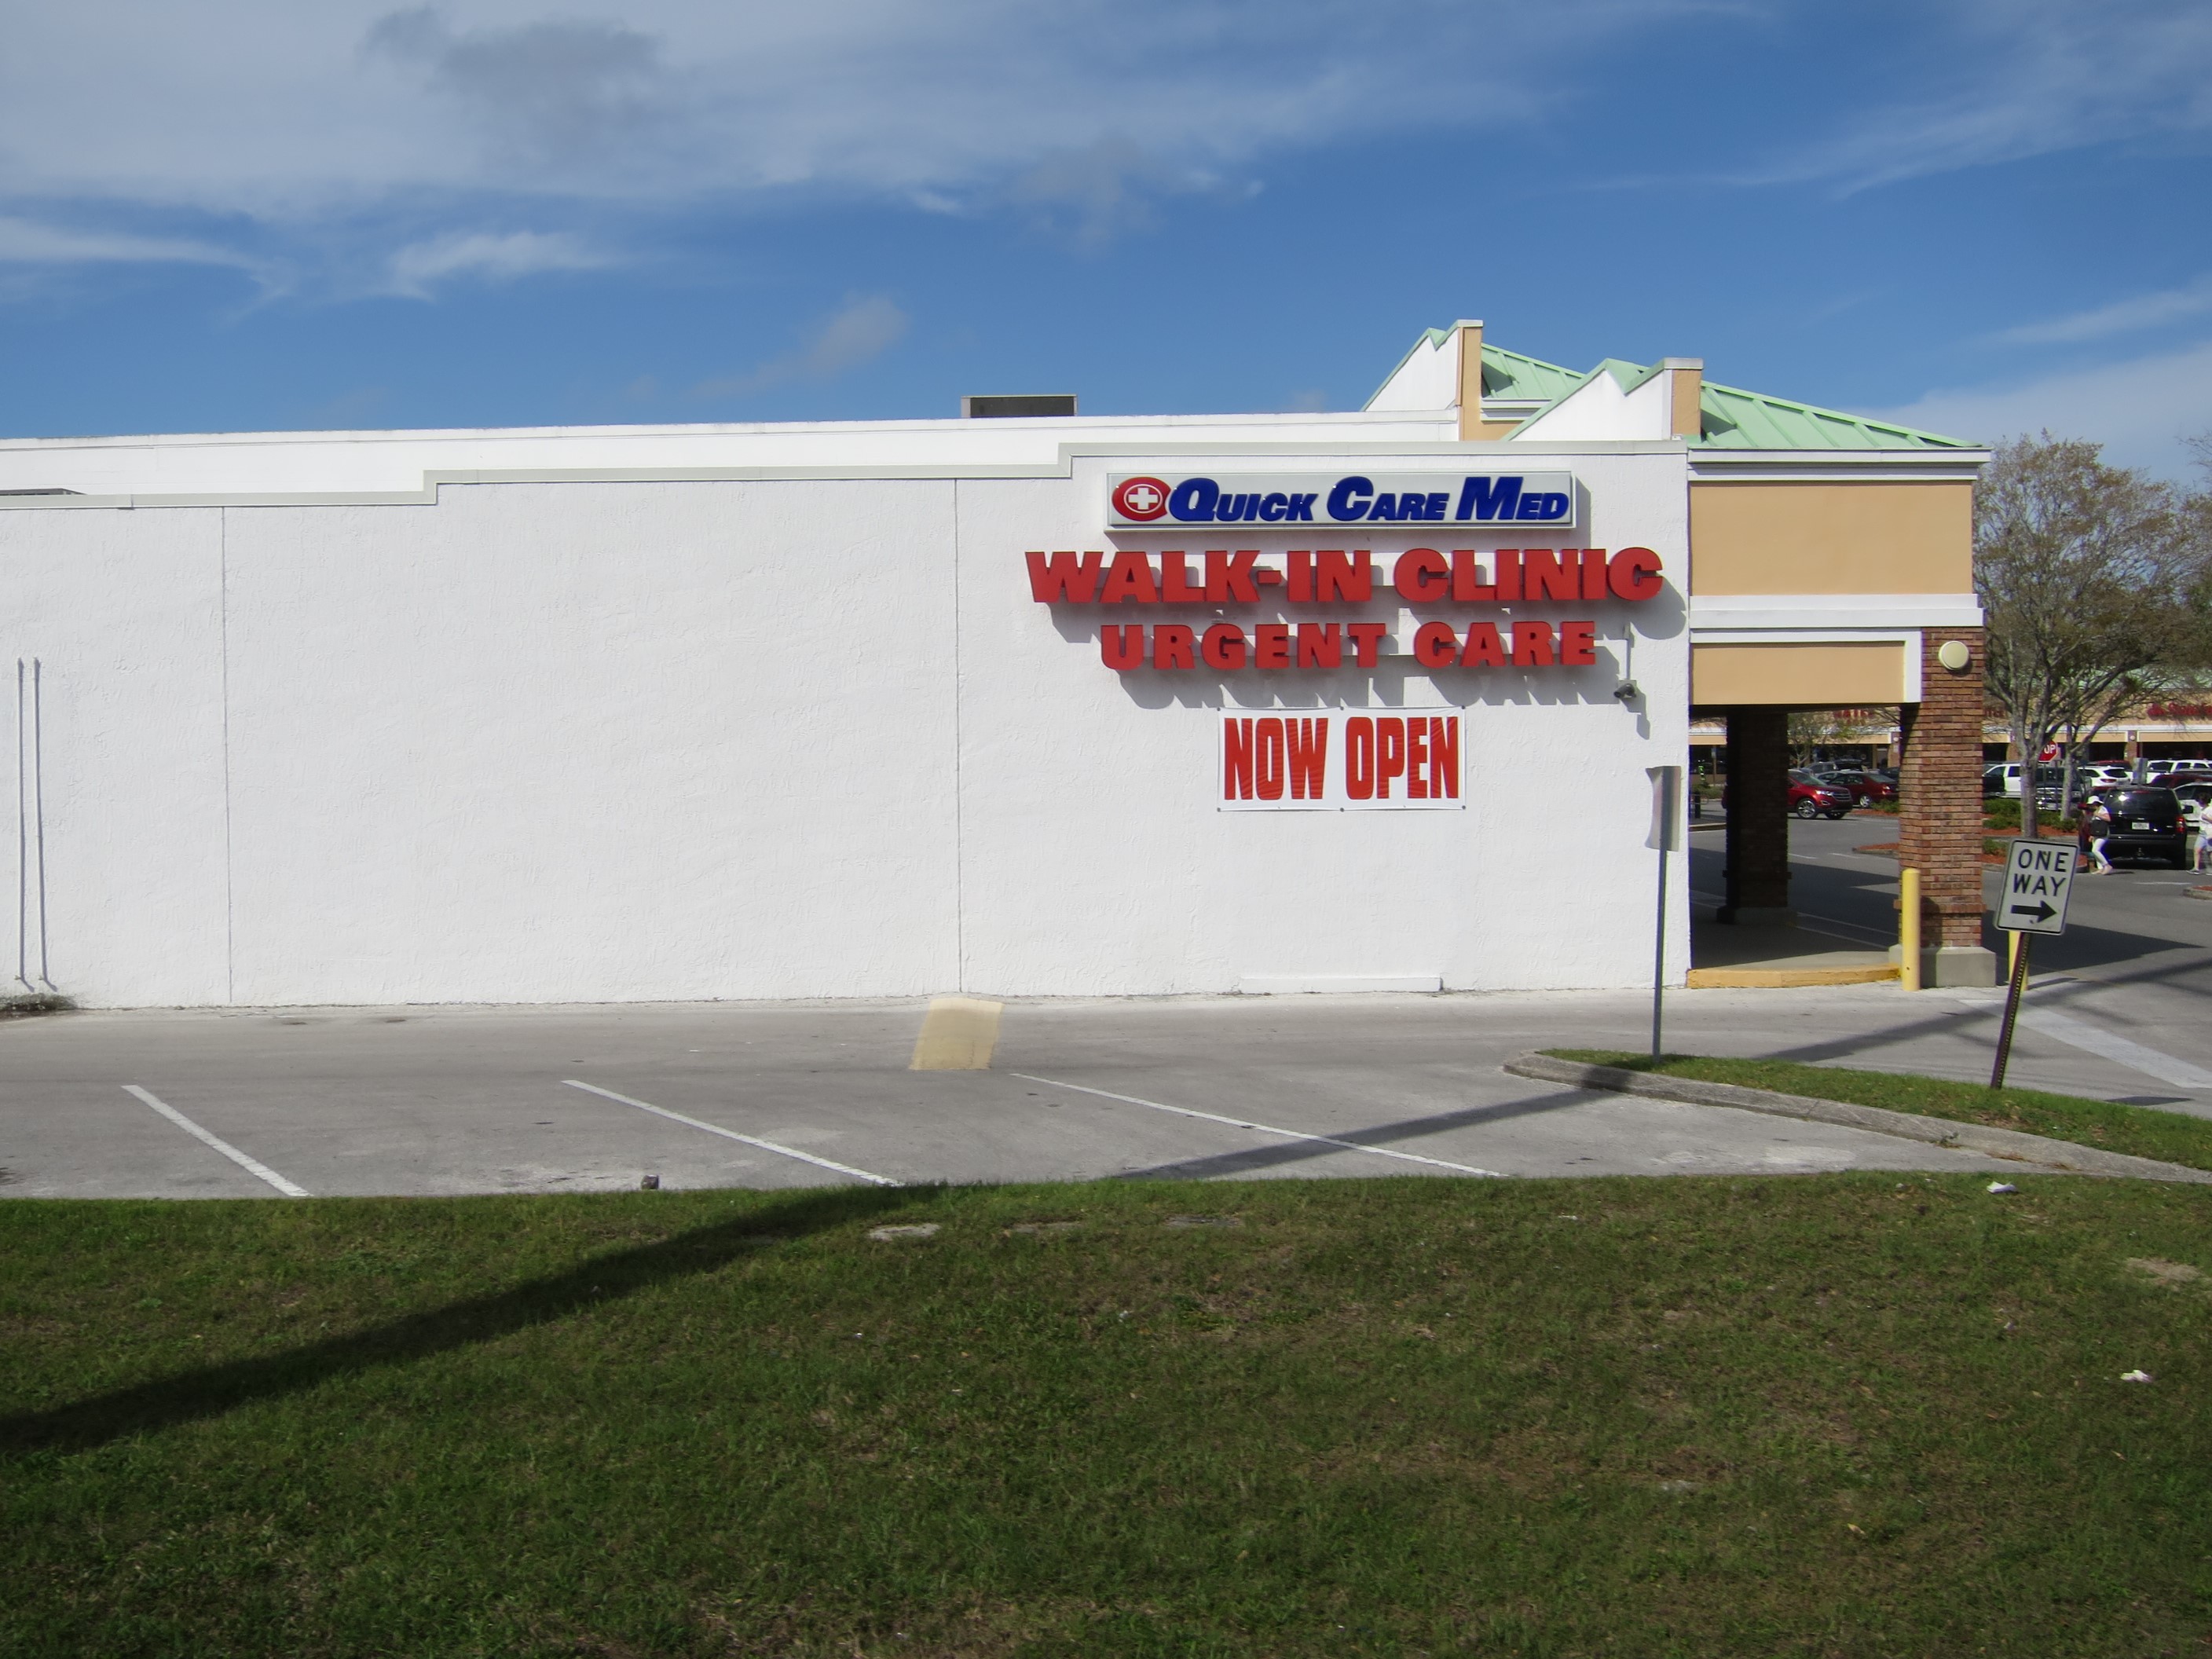 QUICK CARE MED
WALK-IN CLINIC
URGENT CARE
NOW OPEN
ONE
WAY